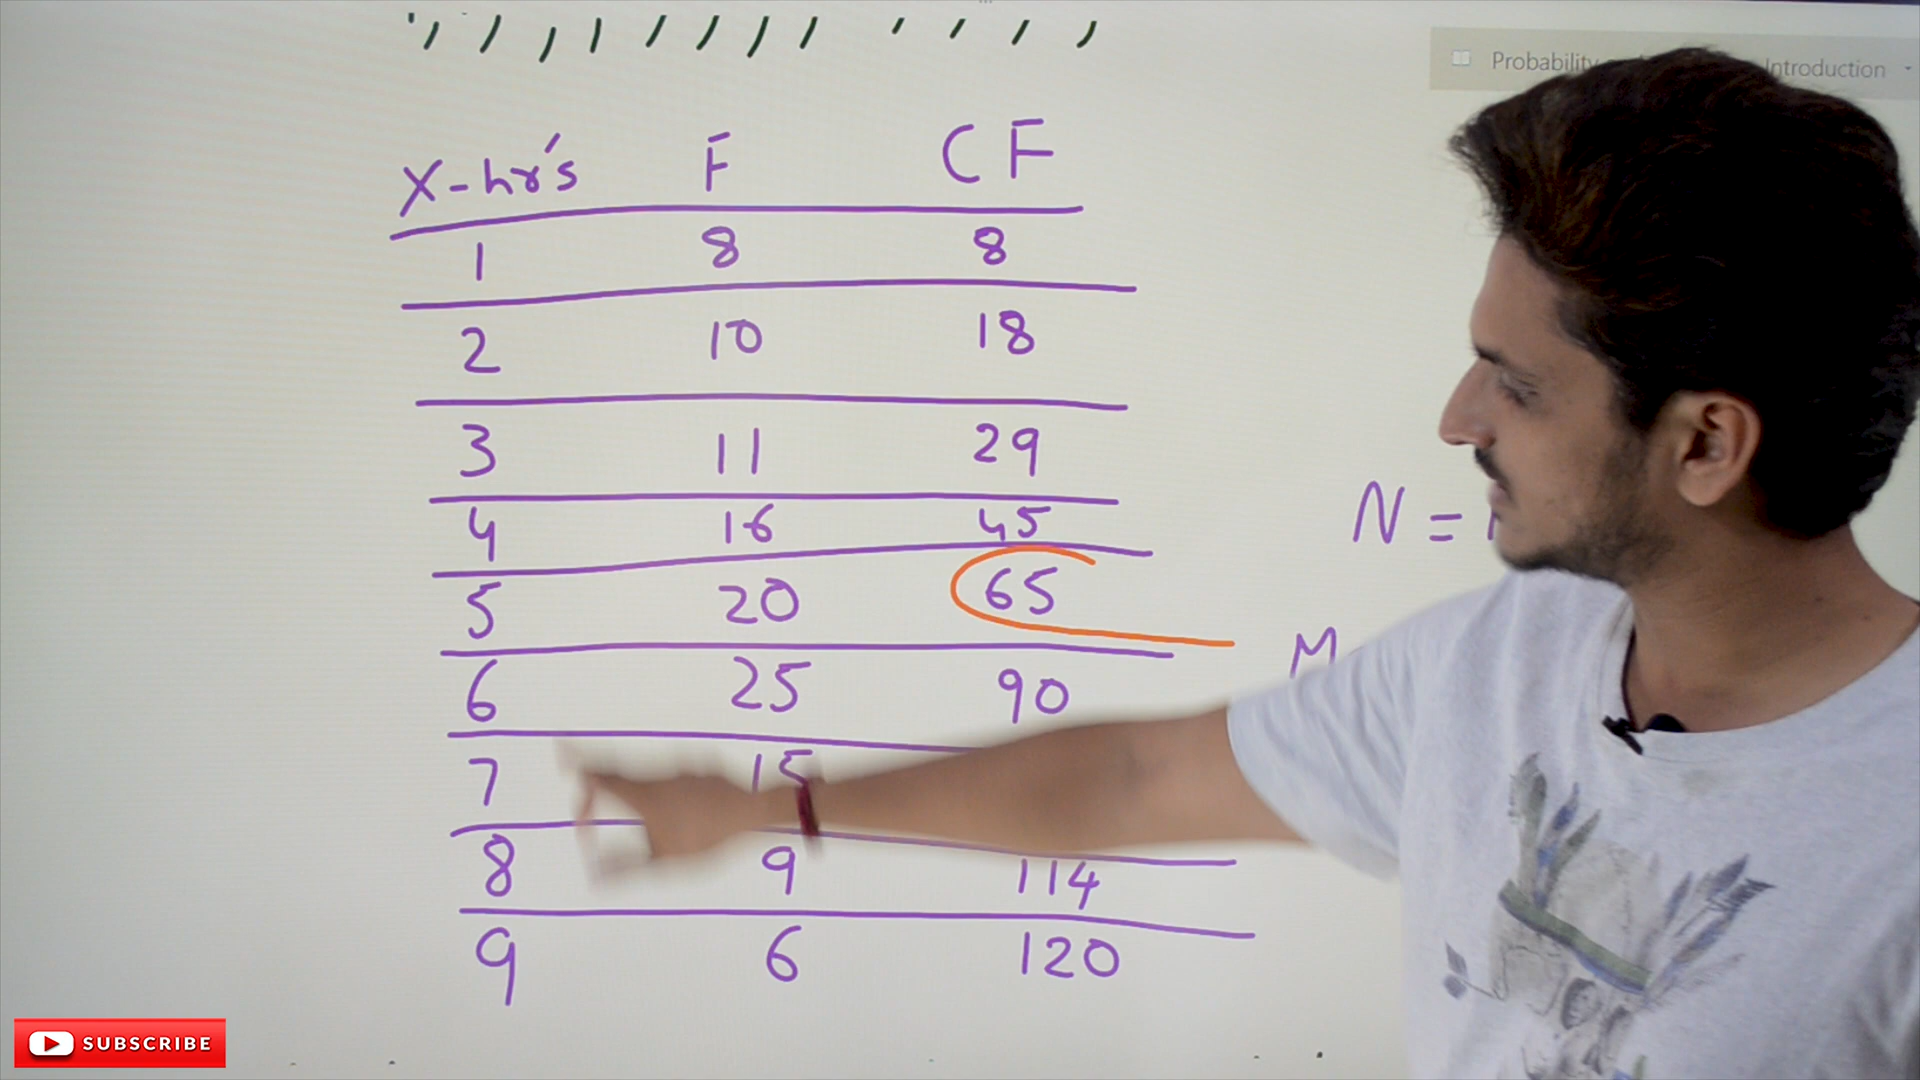 Probability Introduction
X-hr's F CF
1 8 8
2 10 18
3 11 29
4 16 45
5 20 65
6 25 90
7 15
8 9 114
9 6 120
N =
M
SUBSCRIBE